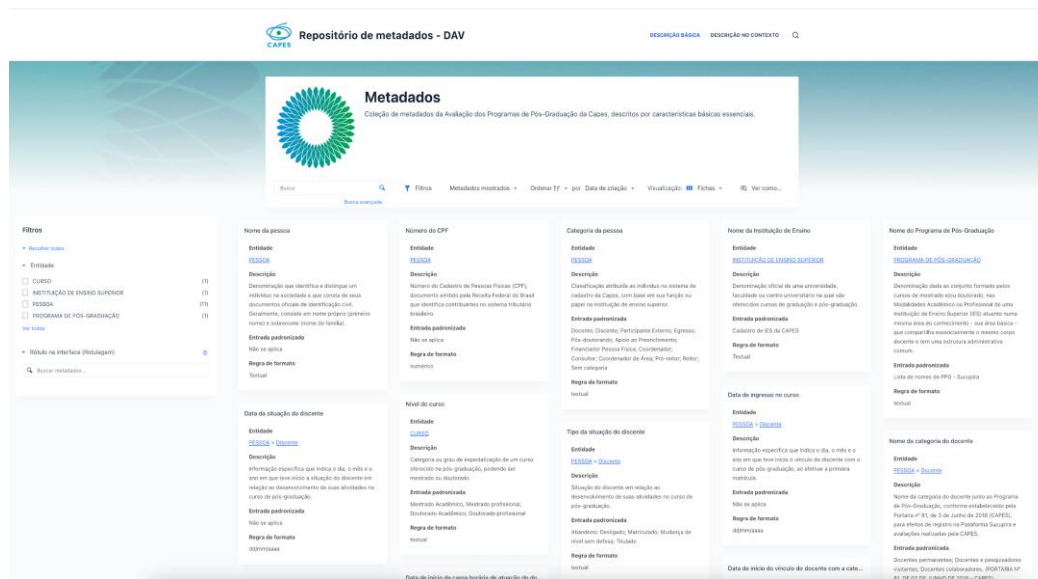 CAPES
Repositório de metadados - DAV
DESCRIÇÃO BÁSICA DESCRIÇÃO NO CONTEXTO
Metadados
Coleção de metadados da Avaliação dos Programas de Pós-Graduação da Capes, descritos por características básicas essenciais.
Busca
Filtros Metadados mostrados Ordenar por Data de criação Visualização: Fichas Ver como...
Busca avançada
Filtros
Recolher todos
Entidade
CURSO (1)
INSTITUIÇÃO DE ENSINO SUPERIOR (1)
PESSOA (11)
PROGRAMA DE PÓS-GRADUAÇÃO (1)
Ver todos
Rótulo na interface (Rotulagem)
Buscar metadados...
Nome da pessoa
Entidade
PESSOA
Descrição
Denominação que identifica e distingue um
indivíduo na sociedade e que consta de seus
documentos oficiais de identificação civil.
Geralmente, consiste em nome próprio (primeiro
nome) e sobrenome (nome de família).
Entrada padronizada
Não se aplica
Regra de formato
Textual
Data da situação do discente
Entidade
PESSOA > Discente
Descrição
Informação específica que indica o dia, o mês e o
ano em que teve início a situação do discente em
relação ao desenvolvimento de suas atividades no
curso de pós-graduação.
Entrada padronizada
Não se aplica
Regra de formato
dd/mm/aaaa
Número do CPF
Entidade
PESSOA
Descrição
Número do Cadastro de Pessoas Físicas (CPF),
documento emitido pela Receita Federal do Brasil
que identifica contribuintes no sistema tributário
brasileiro.
Entrada padronizada
Não se aplica
Regra de formato
numérico
Nível do curso
Entidade
CURSO
Descrição
Categoria ou grau de especialização de um curso
oferecido na pós-graduação, podendo ser
mestrado ou doutorado
Entrada padronizada
Mestrado Acadêmico, Mestrado profissional,
Doutorado Acadêmico; Doutorado profissional
Regra de formato
textual
Data de início da carga horária de atuação do do
Categoria da pessoa
Entidade
PESSOA
Descrição
Classificação atribuída ao indivíduo no sistema de
cadastro da Capes, com base em sua função ou
papel na instituição de ensino superior.
Entrada padronizada
Docente; Discente; Participante Externo; Egresso;
Pós-doutorando; Apoio ao Preenchimento;
Financiador Pessoa Física; Coordenador;
Consultor; Coordenador de Área; Pró-reitor; Reitor;
Sem categoria
Regra de formato
textual
Tipo da situação do discente
Entidade
PESSOA > Discente
Descrição
Situação do discente em relação ao
desenvolvimento de suas atividades no curso de
pós-graduação.
Entrada padronizada
Abandono; Desligado; Matriculado; Mudança de
nível sem defesa; Titulado
Regra de formato
textual
Nome da Instituição de Ensino
Entidade
INSTITUIÇÃO DE ENSINO SUPERIOR
Descrição
Denominação oficial de uma universidade,
faculdade ou centro universitário na qual são
oferecidos cursos de graduação e pós-graduação.
Entrada padronizada
Cadastro de IES da CAPES
Regra de formato
Textual
Data de ingresso no curso
Entidade
PESSOA > Discente
Descrição
Informação específica que indica o dia, o mês e o
ano em que teve início o vínculo do discente com o
curso de pós-graduação, ao efetivar a primeira
matrícula.
Entrada padronizada
Não se aplica
Regra de formato
dd/mm/aaaa
Data de início do vínculo do docente com a cate...
Nome do Programa de Pós-Graduação
Entidade
PROGRAMA DE PÓS-GRADUAÇÃO
Descrição
Denominação dada ao conjunto formado pelos
cursos de mestrado e/ou doutorado, nas
Modalidades Acadêmico ou Profissional de uma
Instituição de Ensino Superior (IES) atuante numa
mesma área do conhecimento - sua área básica -
que compartilha essencialmente o mesmo corpo
docente e tem uma estrutura administrativa
comum.
Entrada padronizada
Lista de nomes de PPG - Sucupira
Regra de formato
textual
Nome da categoria do docente
Entidade
PESSOA > Docente
Descrição
Nome da categoria do docente junto ao Programa
de Pós-Graduação, conforme estabelecido pela
Portaria nº 81, de 3 de Junho de 2016 (CAPES),
para efeitos de registro na Plataforma Sucupira e
avaliações realizadas pela CAPES.
Entrada padronizada
Docentes permanentes; Docentes e pesquisadores
visitantes; Docentes colaboradores. (PORTARIA Nº
81, DE 03 DE JUNHO DE 2016 - CAPES)